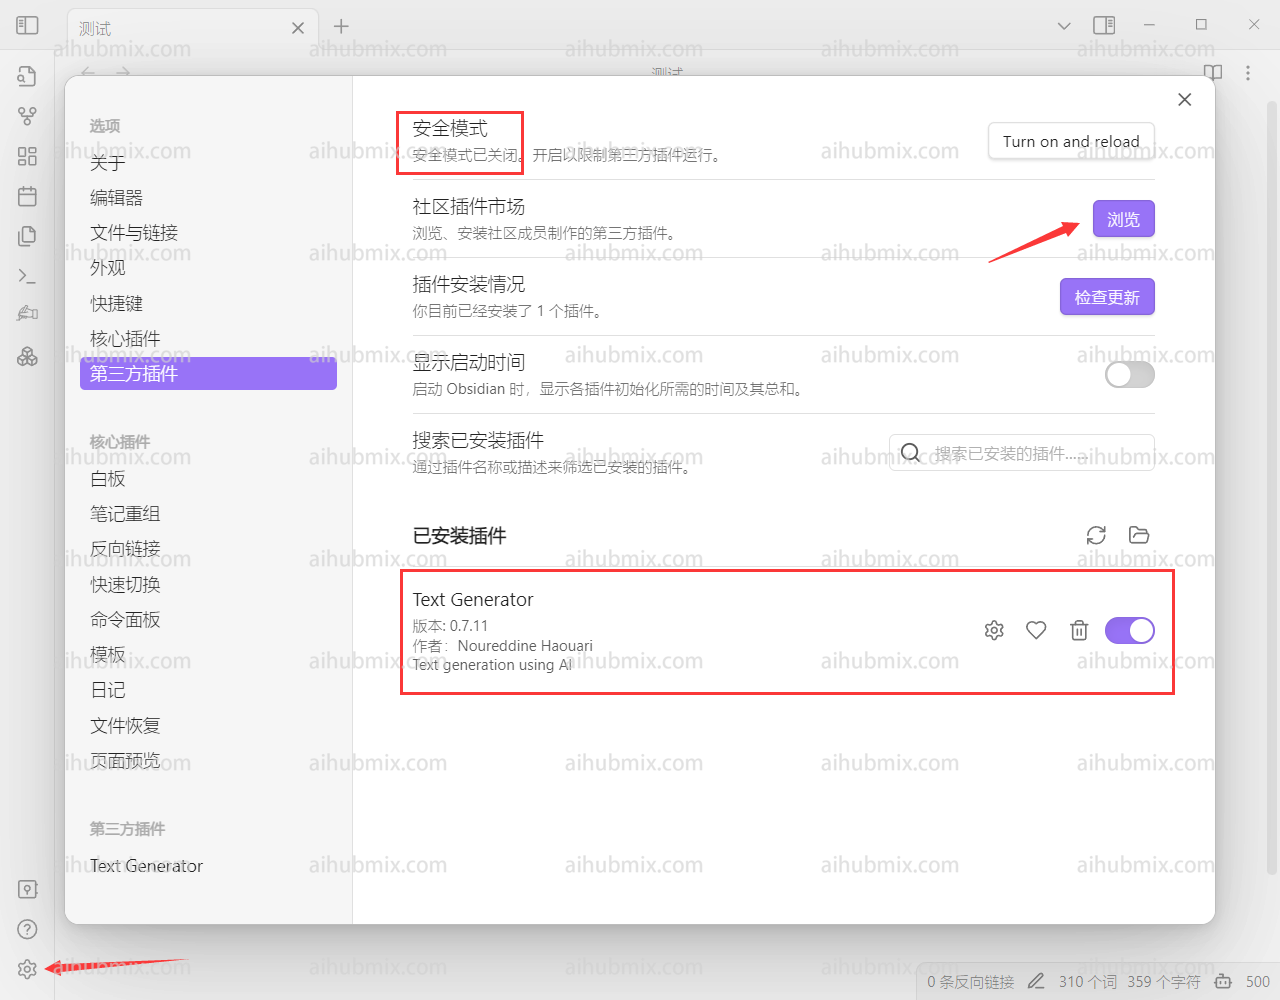 测试
测试
选项
关于
编辑器
文件与链接
外观
快捷键
核心插件
第三方插件
核心插件
白板
笔记重组
反向链接
快速切换
命令面板
模板
日记
文件恢复
页面预览
第三方插件
Text Generator
安全模式
安全模式已关闭。开启以限制第三方插件运行。
Turn on and reload
社区插件市场
浏览、安装社区成员制作的第三方插件。
浏览
插件安装情况
你目前已经安装了 1 个插件。
检查更新
显示启动时间
启动 Obsidian 时，显示各插件初始化所需的时间及其总和。
搜索已安装插件
通过插件名称或描述来筛选已安装的插件。
搜索已安装的插件......
已安装插件
Text Generator
版本: 0.7.11
作者： Noureddine Haouari
Text generation using AI
0 条反向链接 310 个词 359 个字符 500
aihubmix.com